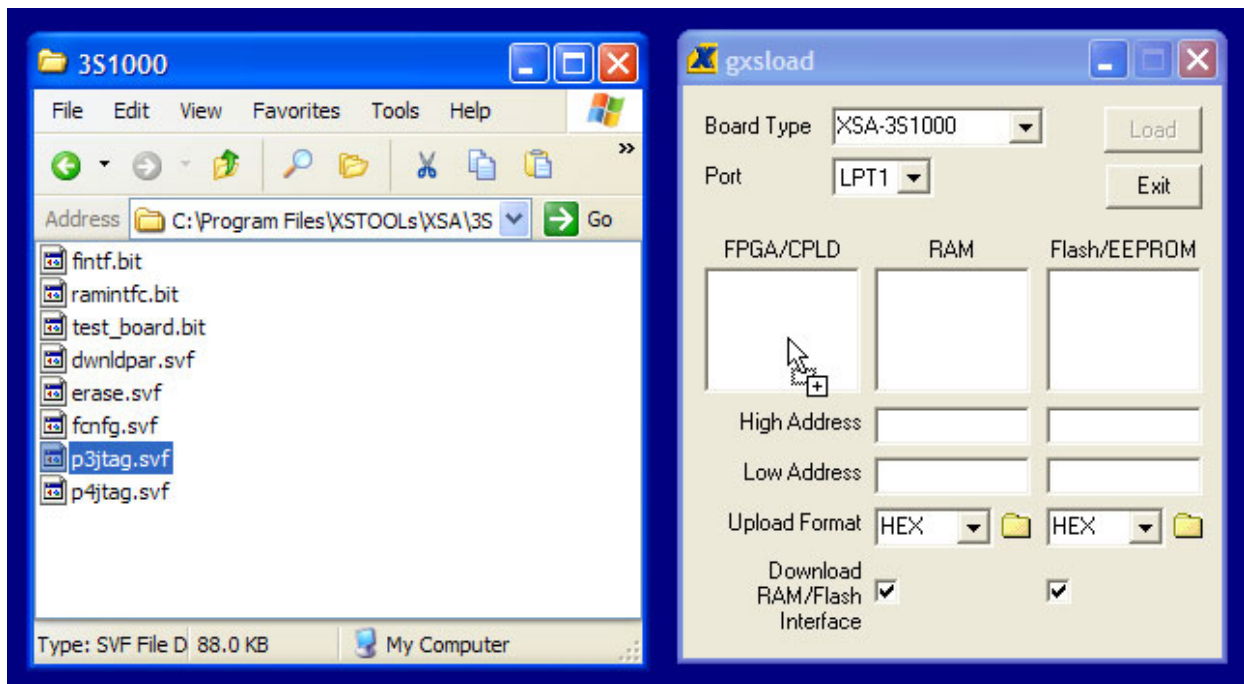 3S1000
File Edit View Favorites Tools Help
Address C:\Program Files\XSTOOLs\XSA\3S Go
fintf.bit
ramintfc.bit
test_board.bit
dwnldpar.svf
erase.svf
fcnfg.svf
p3jtag.svf
p4jtag.svf
Type: SVF File D 88.0 KB My Computer
gxsload
Board Type XSA-3S1000 Load
Port LPT1 Exit
FPGA/CPLD RAM Flash/EEPROM
High Address
Low Address
Upload Format HEX HEX
Download
RAM/Flash
Interface